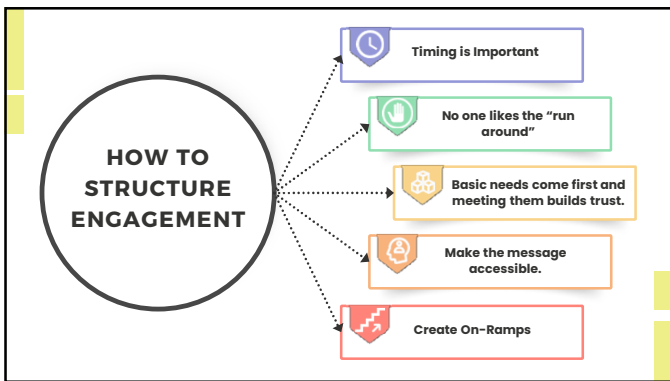 HOW TO
STRUCTURE
ENGAGEMENT
Timing is Important
No one likes the “run
around”
Basic needs come first and
meeting them builds trust.
Make the message
accessible.
Create On-Ramps